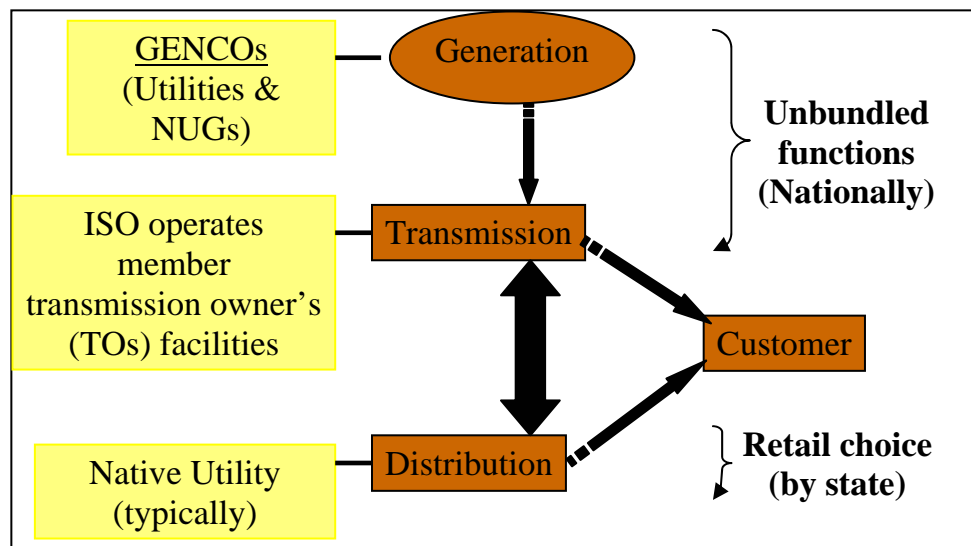 GENCOs
(Utilities &
NUGs)
Generation
Unbundled
functions
(Nationally)
ISO operates
member
transmission owner’s
(TOs) facilities
Transmission
Customer
Native Utility
(typically)
Distribution
Retail choice
(by state)